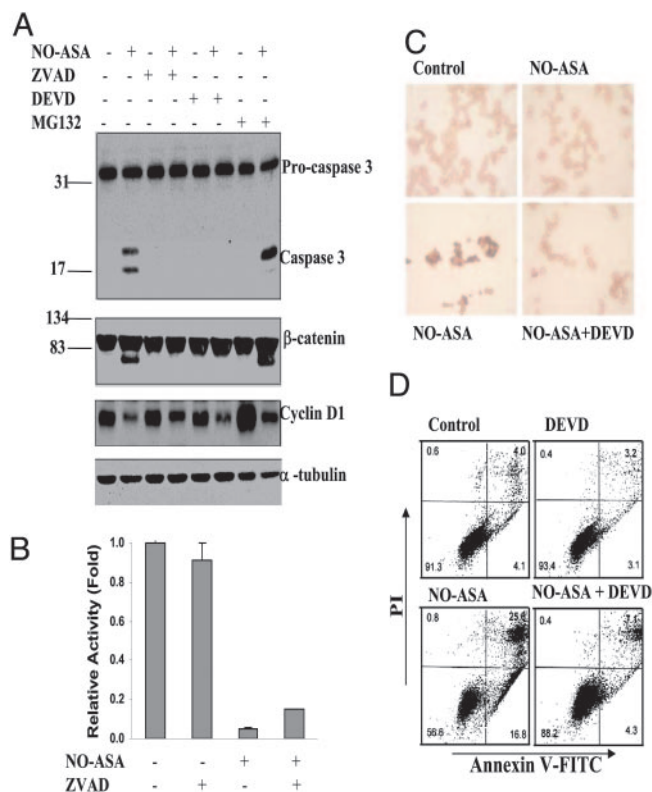 A
NO-ASA - + - + - + - +
ZVAD - - + + - - - -
DEVD - - - - + + - -
MG132 - - - - - - + +
Pro-caspase 3
31
Caspase 3
17
134
β-catenin
83
Cyclin D1
α -tubulin
B
Relative Activity (Fold)
1.0
0.8
0.6
0.4
0.2
0.0
NO-ASA - - + +
ZVAD - + - +
C
Control NO-ASA
NO-ASA NO-ASA+DEVD
D
Control DEVD
0.6 4.0 0.4 3.2
91.3 4.1 93.4 3.1
NO-ASA NO-ASA + DEVD
0.8 0.4 7.1
56.6 16.8 88.2 4.3
PI
Annexin V-FITC